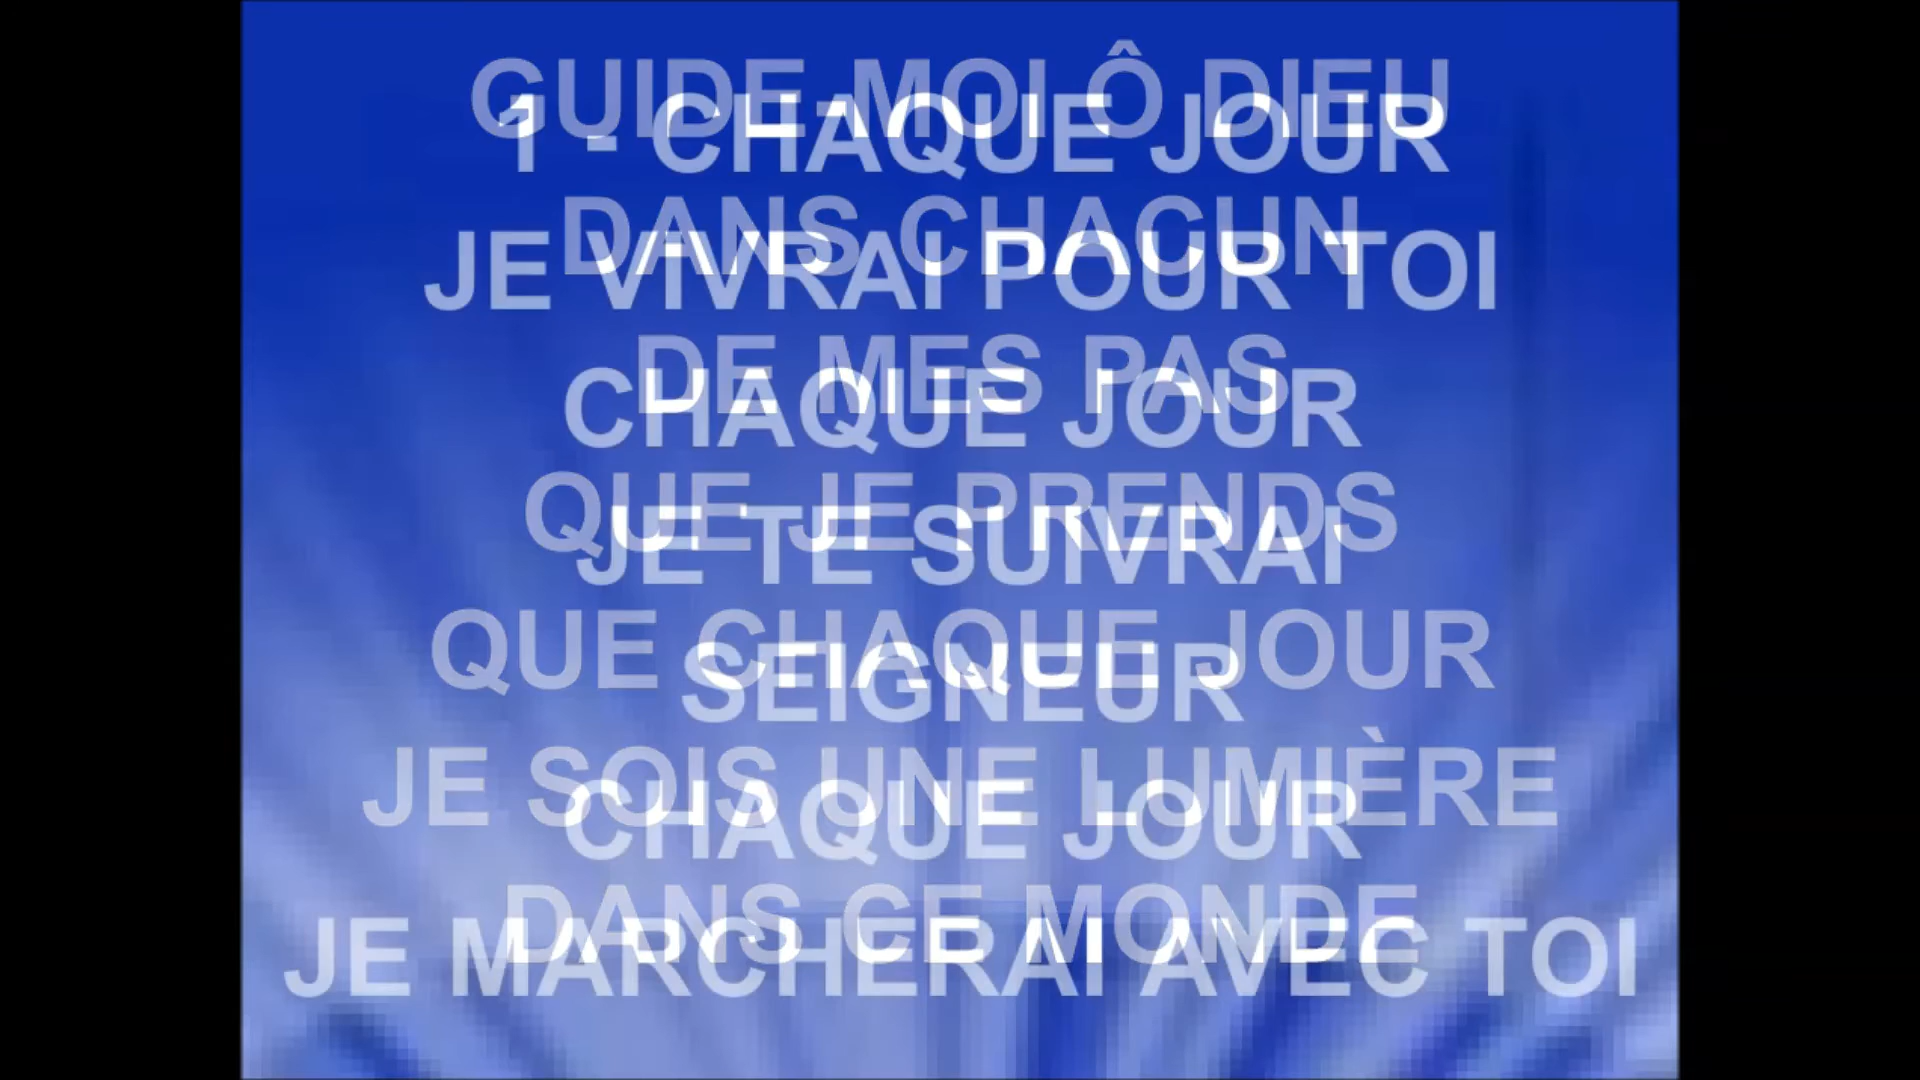 GUIDE-MOI Ô DIEU
1 - CHAQUE JOUR
DANS CHACUN
JE VIVRAI POUR TOI
DE MES PAS
CHAQUE JOUR
QUE JE PRENDS
JE TE SUIVRAI
QUE CHAQUE JOUR
SEIGNEUR
JE SOIS UNE LUMIÈRE
CHAQUE JOUR
DANS CE MONDE
JE MARCHERAI AVEC TOI